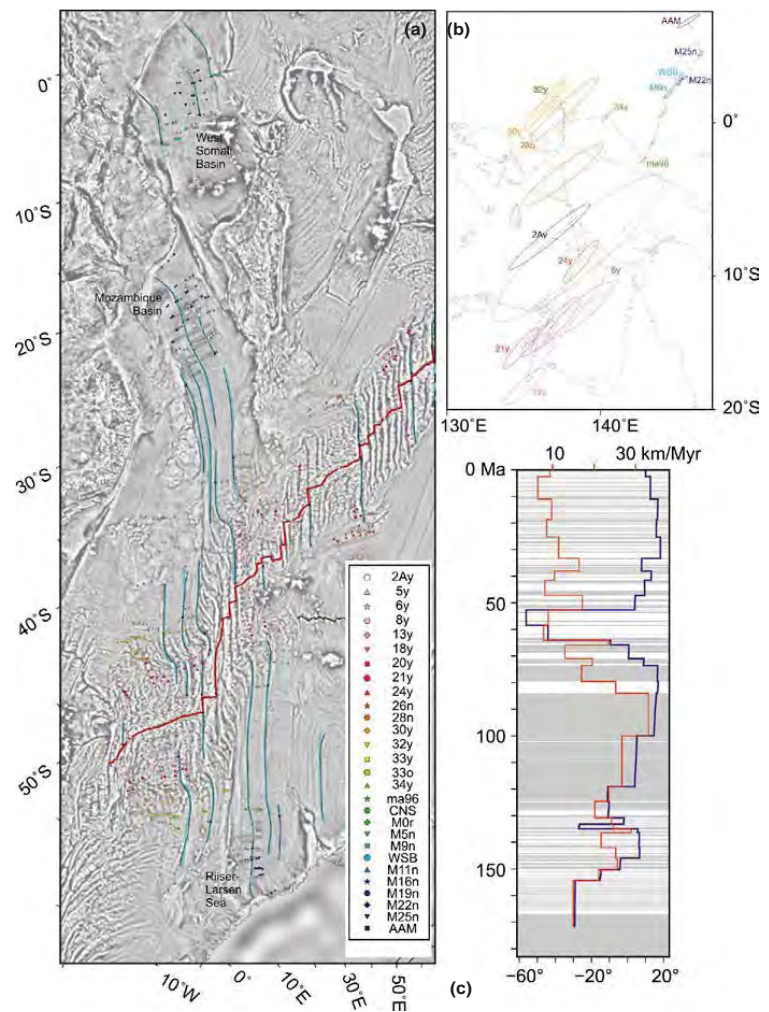 (a)
0°
10°S
20°S
30°S
40°S
50°S
West
Somali
Basin
Mozambique
Basin
Riiser-
Larsen
Sea
10°W
0°
10°E
30°E
50°E
2Ay
5y
6y
8y
13y
18y
20y
21y
24y
26n
28n
30y
32y
33y
33o
34y
ma96
CNS
M0r
M5n
M9n
WSB
M11n
M16n
M19n
M22n
M25n
AAM
(b)
AAM
M25n
WSB
M22n
M9n
32y
34y
ma96
2Ay
24y
8y
21y
0°
10°S
20°S
130°E
140°E
10
30 km/Myr
0 Ma
50
100
150
-60°
-20°
20°
(c)